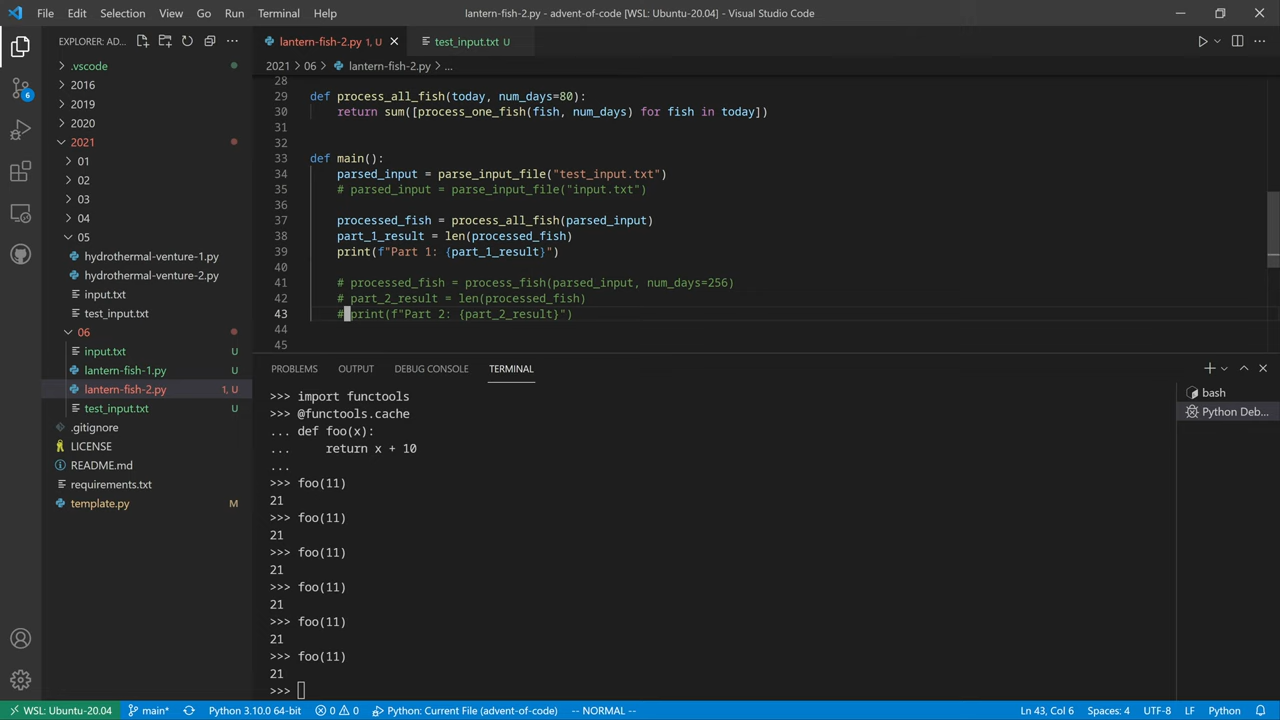 File Edit Selection View Go Run Terminal Help
lantern-fish-2.py - advent-of-code [WSL: Ubuntu-20.04] - Visual Studio Code
EXPLORER: AD...
.vscode
2016
2019
2020
2021
01
02
03
04
05
hydrothermal-venture-1.py U
hydrothermal-venture-2.py U
input.txt U
test_input.txt U
06
input.txt U
lantern-fish-1.py U
lantern-fish-2.py 1, U
test_input.txt U
.gitignore
LICENSE
README.md
requirements.txt
template.py M
6
lantern-fish-2.py 1, U
test_input.txt U
2021 > 06 > lantern-fish-2.py > ...
28
29 def process_all_fish(today, num_days=80):
30 return sum([process_one_fish(fish, num_days) for fish in today])
31
32
33 def main():
34 parsed_input = parse_input_file("test_input.txt")
35 # parsed_input = parse_input_file("input.txt")
36
37 processed_fish = process_all_fish(parsed_input)
38 part_1_result = len(processed_fish)
39 print(f"Part 1: {part_1_result}")
40
41 # processed_fish = process_fish(parsed_input, num_days=256)
42 # part_2_result = len(processed_fish)
43 # print(f"Part 2: {part_2_result}")
44
45
PROBLEMS OUTPUT DEBUG CONSOLE TERMINAL
>>> import functools
>>> @functools.cache
... def foo(x):
... return x + 10
...
>>> foo(11)
21
>>> foo(11)
21
>>> foo(11)
21
>>> foo(11)
21
>>> foo(11)
21
>>> foo(11)
21
>>>
bash
Python Deb...
WSL: Ubuntu-20.04 main* Python 3.10.0 64-bit 0 0 Python: Current File (advent-of-code) -- NORMAL -- Ln 43, Col 6 Spaces: 4 UTF-8 LF Python